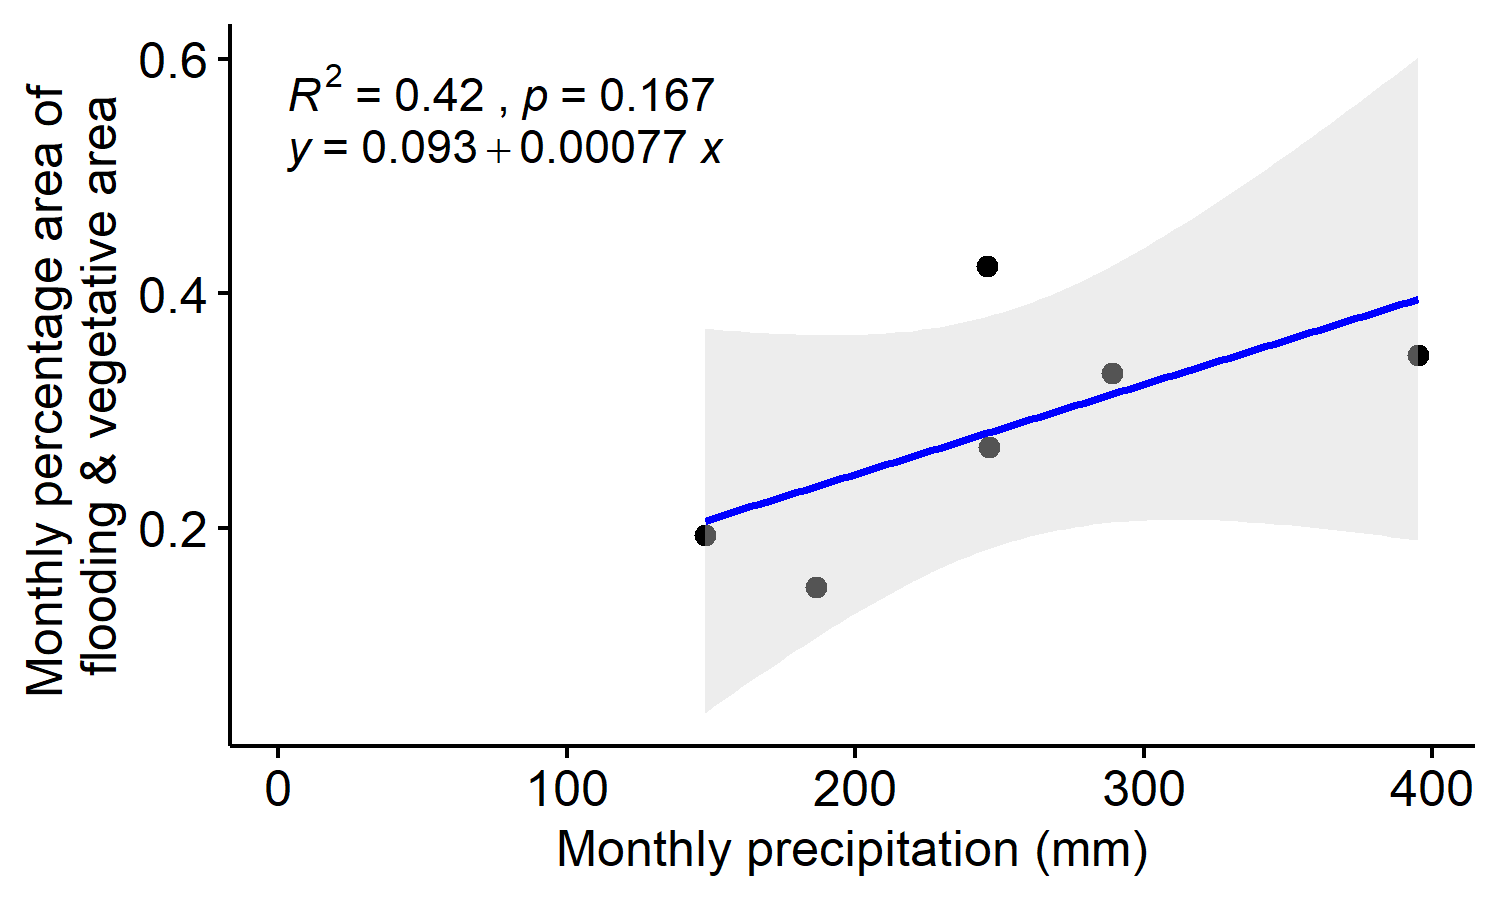 0.6
0.4
0.2
R² = 0.42 , p = 0.167
y = 0.093 + 0.00077 x
Monthly percentage area of
flooding & vegetative area
0 100 200 300 400
Monthly precipitation (mm)